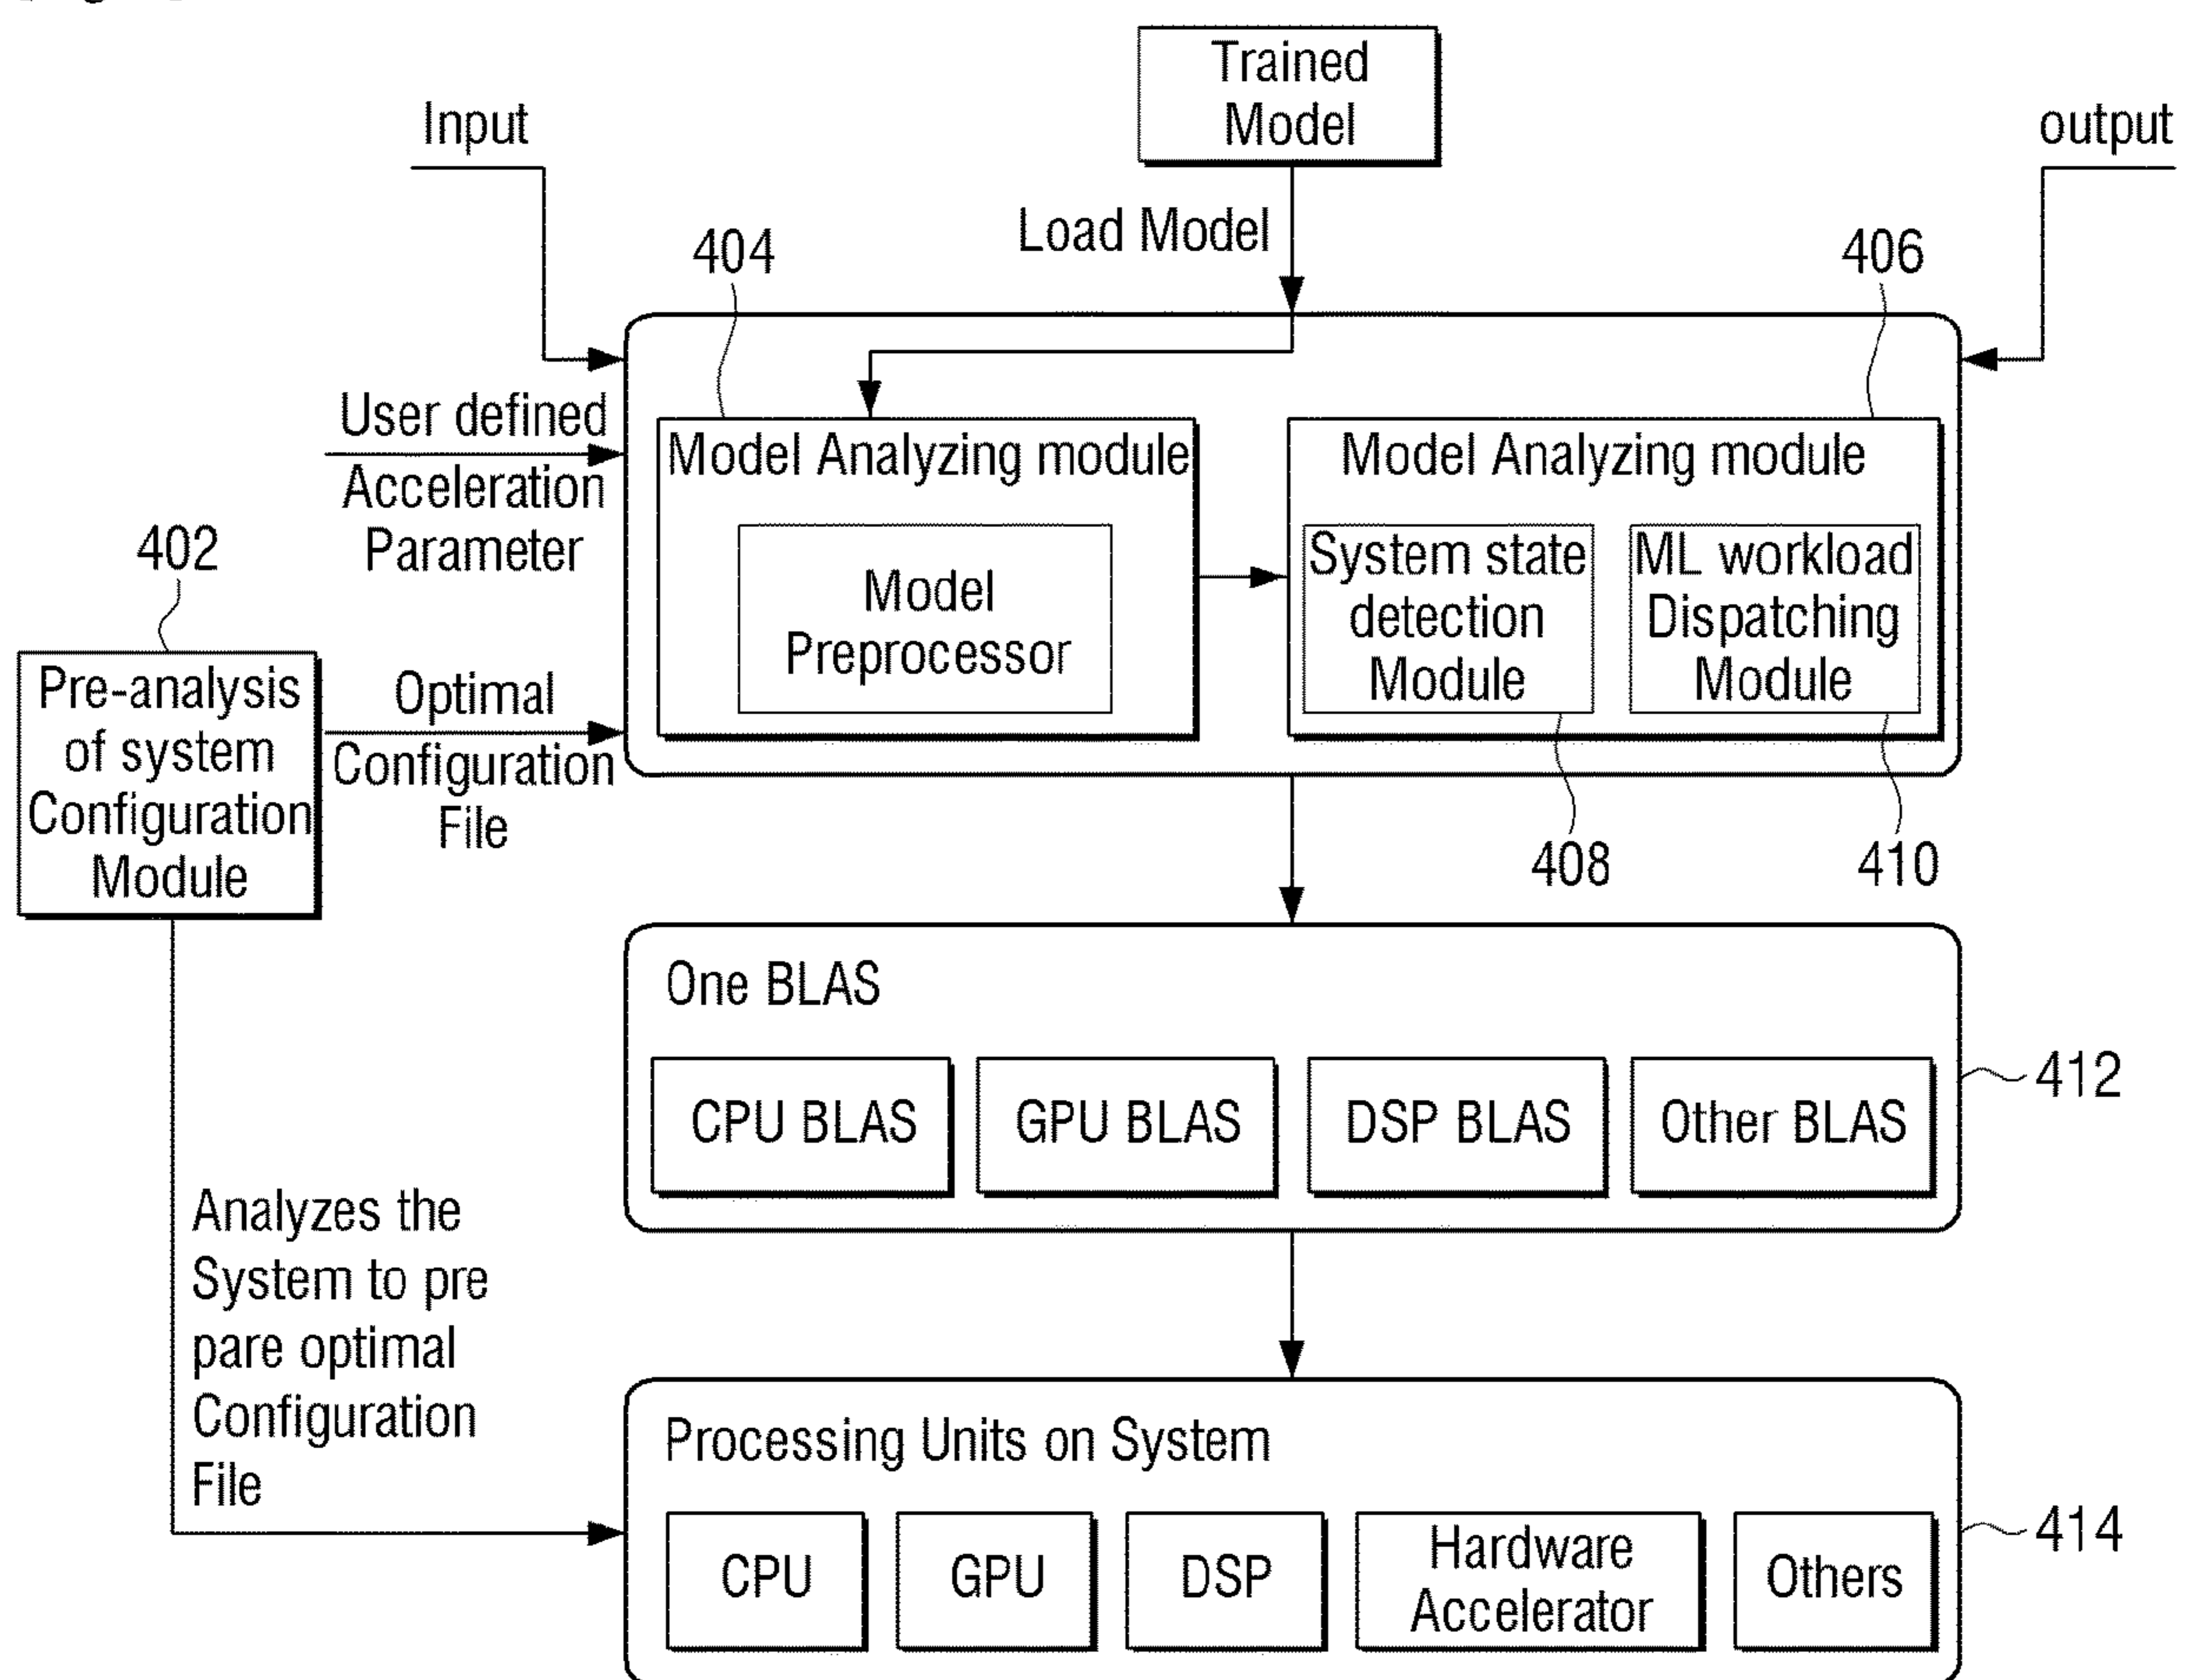 Trained
Model
Input
output
Load Model
404
406
User defined
Acceleration
Parameter
Model Analyzing module
Model
Preprocessor
Model Analyzing module
System state
detection
Module
ML workload
Dispatching
Module
402
Pre-analysis
of system
Configuration
Module
Optimal
Configuration
File
408
410
One BLAS
CPU BLAS
GPU BLAS
DSP BLAS
Other BLAS
412
Analyzes the
System to pre
pare optimal
Configuration
File
Processing Units on System
CPU
GPU
DSP
Hardware
Accelerator
Others
414